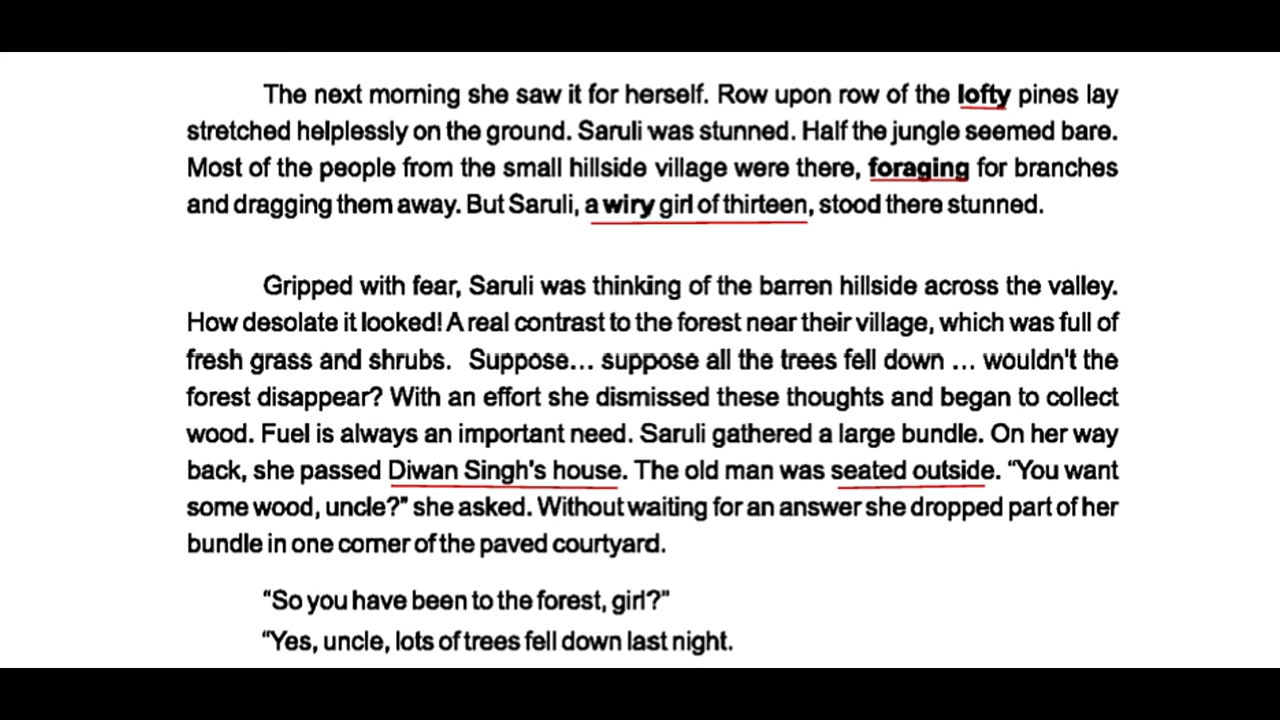 The next morning she saw it for herself. Row upon row of the lofty pines lay
stretched helplessly on the ground. Saruli was stunned. Half the jungle seemed bare.
Most of the people from the small hillside village were there, foraging for branches
and dragging them away. But Saruli, a wiry girl of thirteen, stood there stunned.
Gripped with fear, Saruli was thinking of the barren hillside across the valley.
How desolate it looked! A real contrast to the forest near their village, which was full of
fresh grass and shrubs. Suppose... suppose all the trees fell down ... wouldn't the
forest disappear? With an effort she dismissed these thoughts and began to collect
wood. Fuel is always an important need. Saruli gathered a large bundle. On her way
back, she passed Diwan Singh's house. The old man was seated outside. “You want
some wood, uncle?” she asked. Without waiting for an answer she dropped part of her
bundle in one corner of the paved courtyard.
“So you have been to the forest, girl?”
“Yes, uncle, lots of trees fell down last night.